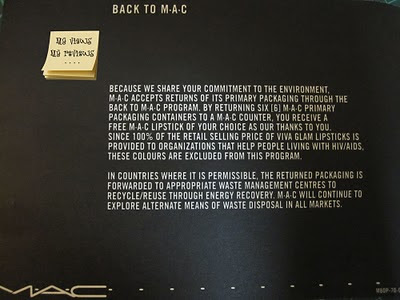 BACK TO M·A·C
My views
My reviews
....
BECAUSE WE SHARE YOUR COMMITMENT TO THE ENVIRONMENT,
M·A·C ACCEPTS RETURNS OF ITS PRIMARY PACKAGING THROUGH THE
BACK TO M·A·C PROGRAM. BY RETURNING SIX [6] M·A·C PRIMARY
PACKAGING CONTAINERS TO A M·A·C COUNTER, YOU RECEIVE A
FREE M·A·C LIPSTICK OF YOUR CHOICE AS OUR THANKS TO YOU.
SINCE 100% OF THE RETAIL SELLING PRICE OF VIVA GLAM LIPSTICKS IS
PROVIDED TO ORGANIZATIONS THAT HELP PEOPLE LIVING WITH HIV/AIDS,
THESE COLOURS ARE EXCLUDED FROM THIS PROGRAM.
IN COUNTRIES WHERE IT IS PERMISSIBLE, THE RETURNED PACKAGING IS
FORWARDED TO APPROPRIATE WASTE MANAGEMENT CENTRES TO
RECYCLE/REUSE THROUGH ENERGY RECOVERY. M·A·C WILL CONTINUE TO
EXPLORE ALTERNATE MEANS OF WASTE DISPOSAL IN ALL MARKETS.
M·A·C